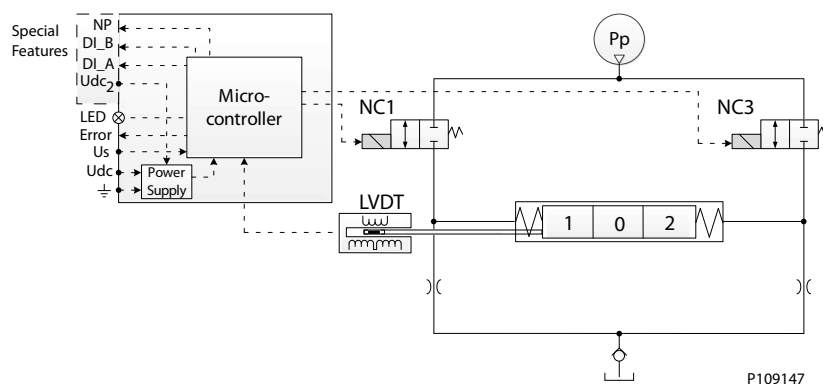 Special
Features
NP
DI_B
DI_A
Udc
2
LED
Error
Us
Udc
Micro-
controller
Power
Supply
Pp
NC1
NC3
LVDT
1 0 2
P109147